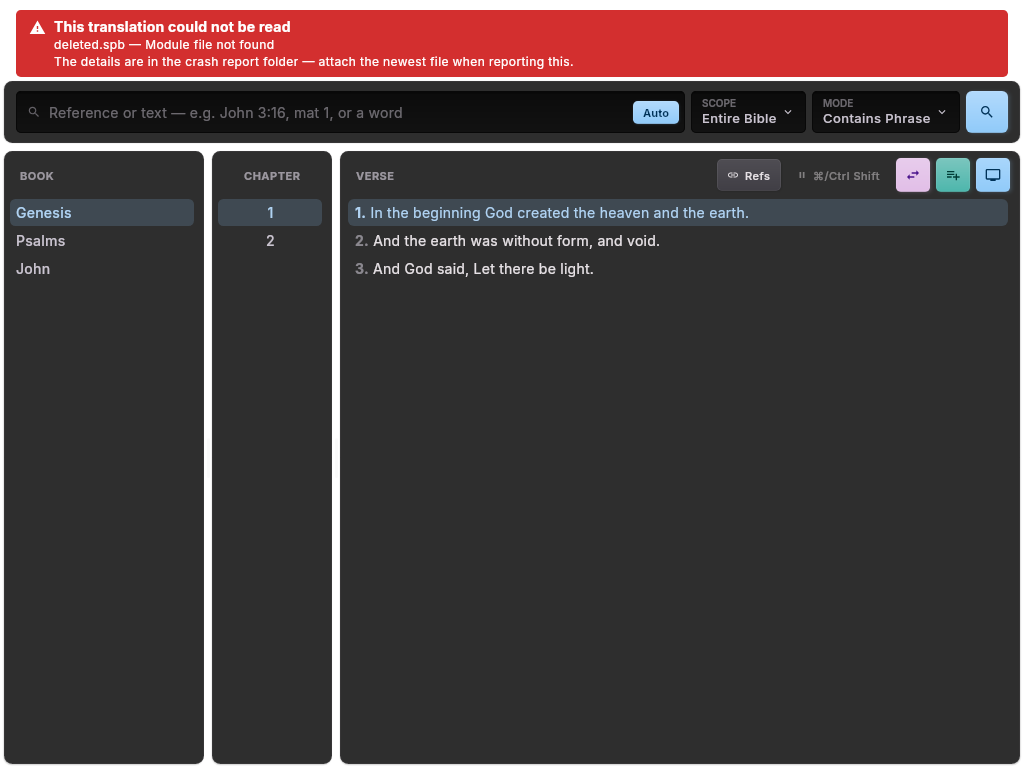 This translation could not be read
deleted.spb — Module file not found
The details are in the crash report folder — attach the newest file when reporting this.
Reference or text — e.g. John 3:16, mat 1, or a word
Auto
SCOPE
Entire Bible
MODE
Contains Phrase
BOOK
Genesis
Psalms
John
CHAPTER
1
2
VERSE
Refs
⌘/Ctrl Shift
1. In the beginning God created the heaven and the earth.
2. And the earth was without form, and void.
3. And God said, Let there be light.